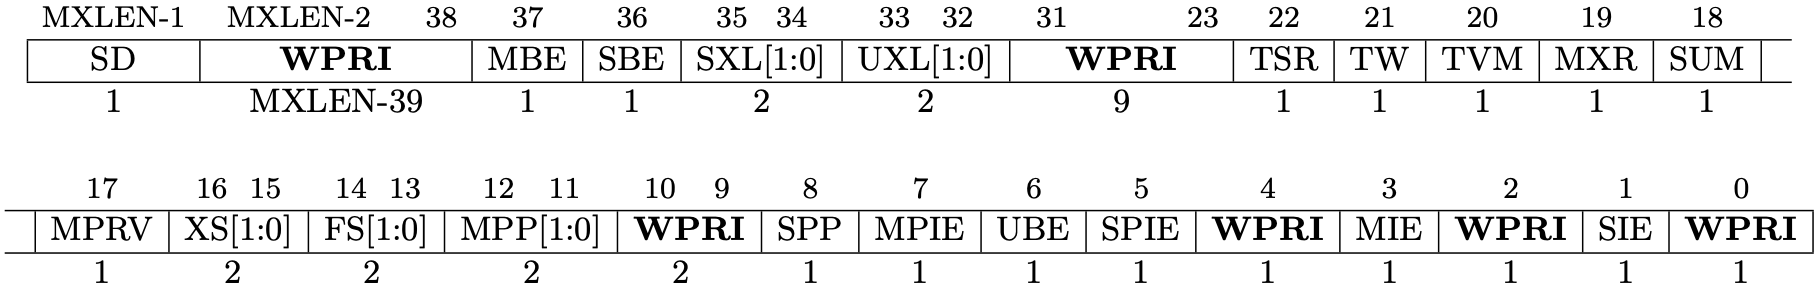 MXLEN-1 MXLEN-2 38 37 36 35 34 33 32 31 23 22 21 20 19 18
SD WPRI MBE SBE SXL[1:0] UXL[1:0] WPRI TSR TW TVM MXR SUM
1 MXLEN-39 1 1 2 2 9 1 1 1 1 1
17 16 15 14 13 12 11 10 9 8 7 6 5 4 3 2 1 0
MPRV XS[1:0] FS[1:0] MPP[1:0] WPRI SPP MPIE UBE SPIE WPRI MIE WPRI SIE WPRI
1 2 2 2 2 1 1 1 1 1 1 1 1 1